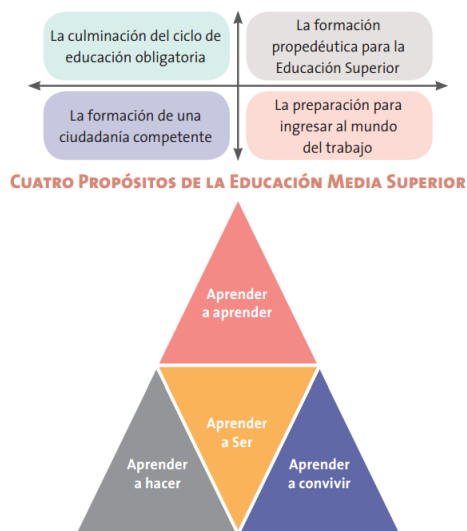 La culminación del ciclo de
educación obligatoria
La formación
propedéutica para la
Educación Superior
La formación de una
ciudadanía competente
La preparación para
ingresar al mundo
del trabajo
Cuatro Propósitos de la Educación Media Superior
Aprender
a aprender
Aprender
a Ser
Aprender
a hacer
Aprender
a convivir